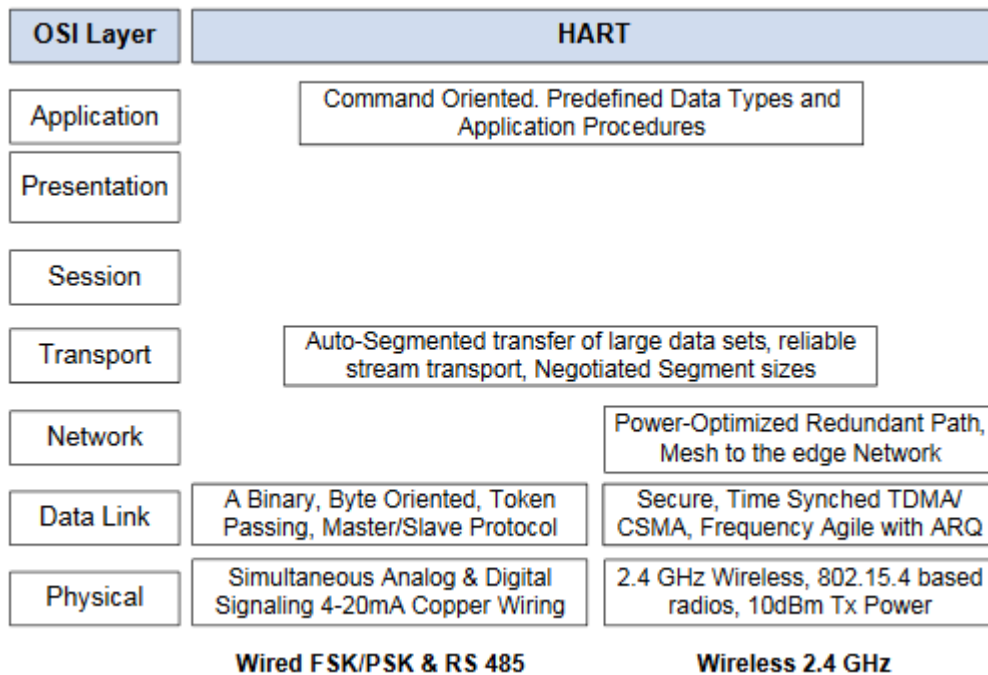 OSI Layer
HART
Application
Command Oriented. Predefined Data Types and
Application Procedures
Presentation
Session
Transport
Auto-Segmented transfer of large data sets, reliable
stream transport, Negotiated Segment sizes
Network
Power-Optimized Redundant Path,
Mesh to the edge Network
Data Link
A Binary, Byte Oriented, Token
Passing, Master/Slave Protocol
Secure, Time Synched TDMA/
CSMA, Frequency Agile with ARQ
Physical
Simultaneous Analog & Digital
Signaling 4-20mA Copper Wiring
2.4 GHz Wireless, 802.15.4 based
radios, 10dBm Tx Power
Wired FSK/PSK & RS 485
Wireless 2.4 GHz